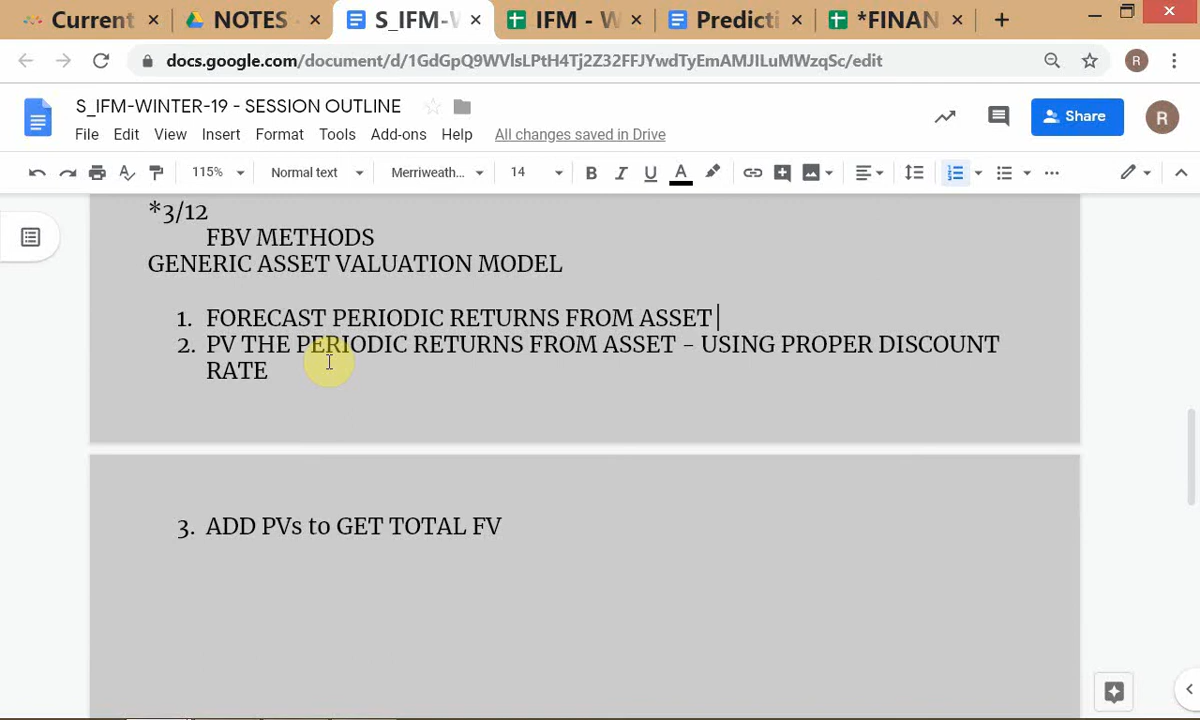 Current
NOTES
S_IFM-W
IFM - W
Predicti
*FINAN
docs.google.com/document/d/1GdGpQ9WVlsLPtH4Tj2Z32FFJYwdTyEmAMJILuMWzqSc/edit
R
S_IFM-WINTER-19 - SESSION OUTLINE
File Edit View Insert Format Tools Add-ons Help All changes saved in Drive
Share
R
115% Normal text Merriweath... 14 B I U A
*3/12
FBV METHODS
GENERIC ASSET VALUATION MODEL
1. FORECAST PERIODIC RETURNS FROM ASSET
2. PV THE PERIODIC RETURNS FROM ASSET - USING PROPER DISCOUNT
RATE
3. ADD PVs to GET TOTAL FV